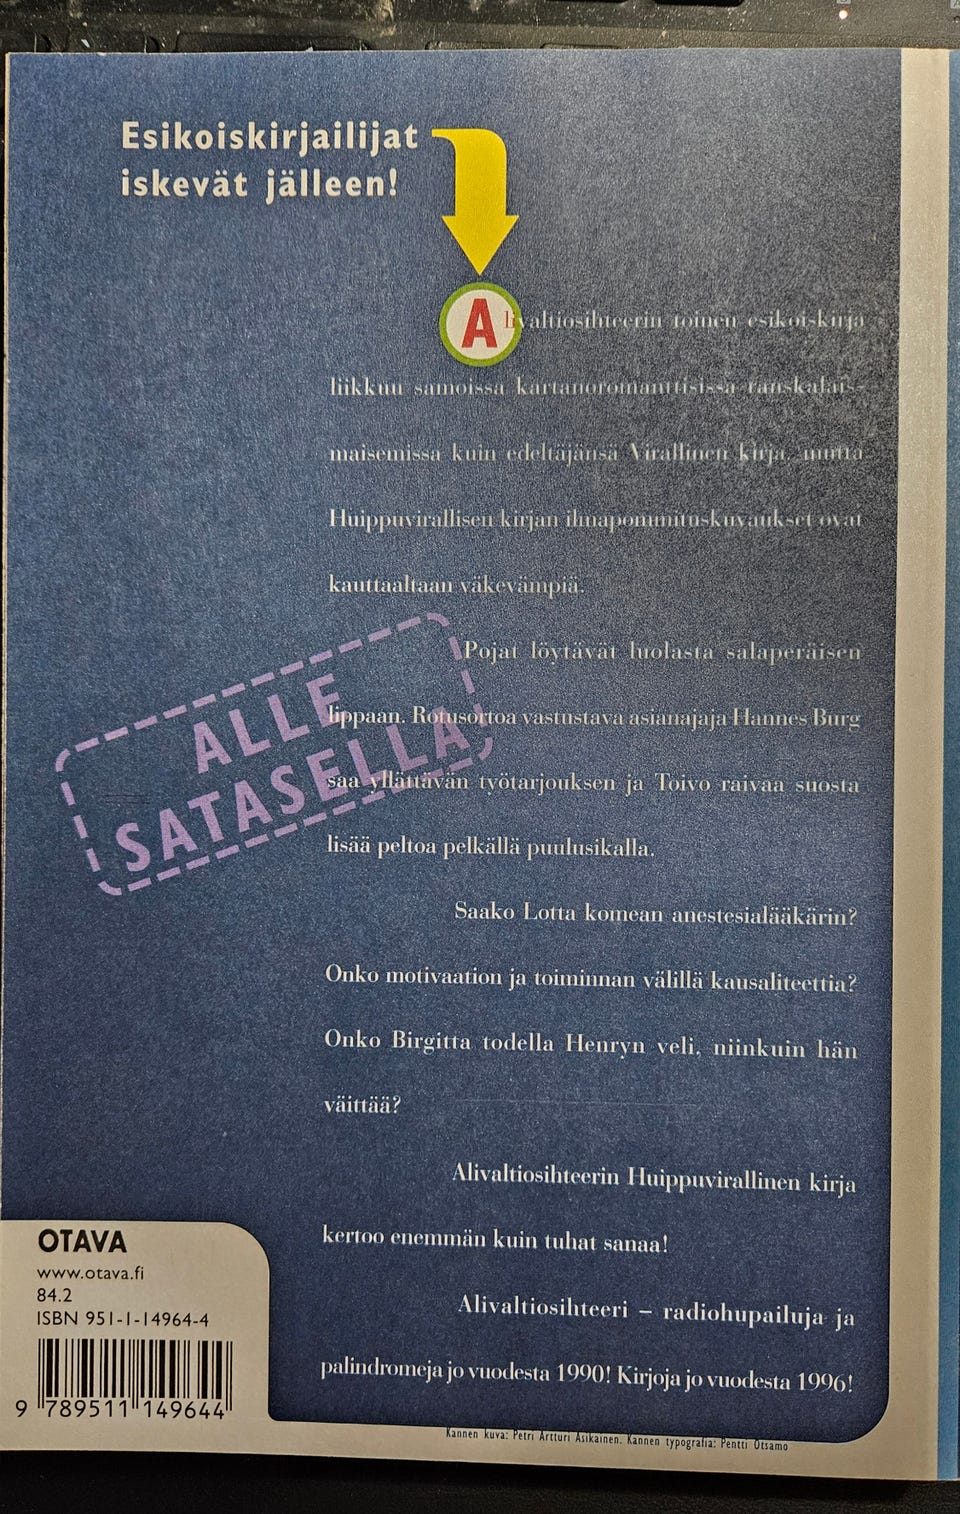 Esikoiskirjailijat
iskevät jälleen!
Alivaltiosihteerin toinen esikoiskirja
liikkuu samoissa kartanoromanttisissa ranskalais-
maisemissa kuin edeltäjänsä Virallinen kirja, mutta
Huippuvirallisen kirjan ilmapommituskuvaukset ovat
kauttaaltaan väkevämpiä.
Pojat löytävät luolasta salaperäisen
lippaan. Rotusortoa vastustava asianajaja Hannes Burg
saa yllättävän työtarjouksen ja Toivo raivaa suosta
lisää peltoa pelkällä puulusikalla.
ALLE
SATASELLA
Saako Lotta komean anestesialääkärin?
Onko motivaation ja toiminnan välillä kausaliteettia?
Onko Birgitta todella Henryn veli, niinkuin hän
väittää?
Alivaltiosihteerin Huippuvirallinen kirja
kertoo enemmän kuin tuhat sanaa!
Alivaltiosihteeri – radiohupailuja ja
palindromeja jo vuodesta 1990! Kirjoja jo vuodesta 1996!
OTAVA
www.otava.fi
84.2
ISBN 951-1-14964-4
9 789511 149644
Kannen kuva: Petri Artturi Asikainen. Kannen typografia: Pentti Otsamo